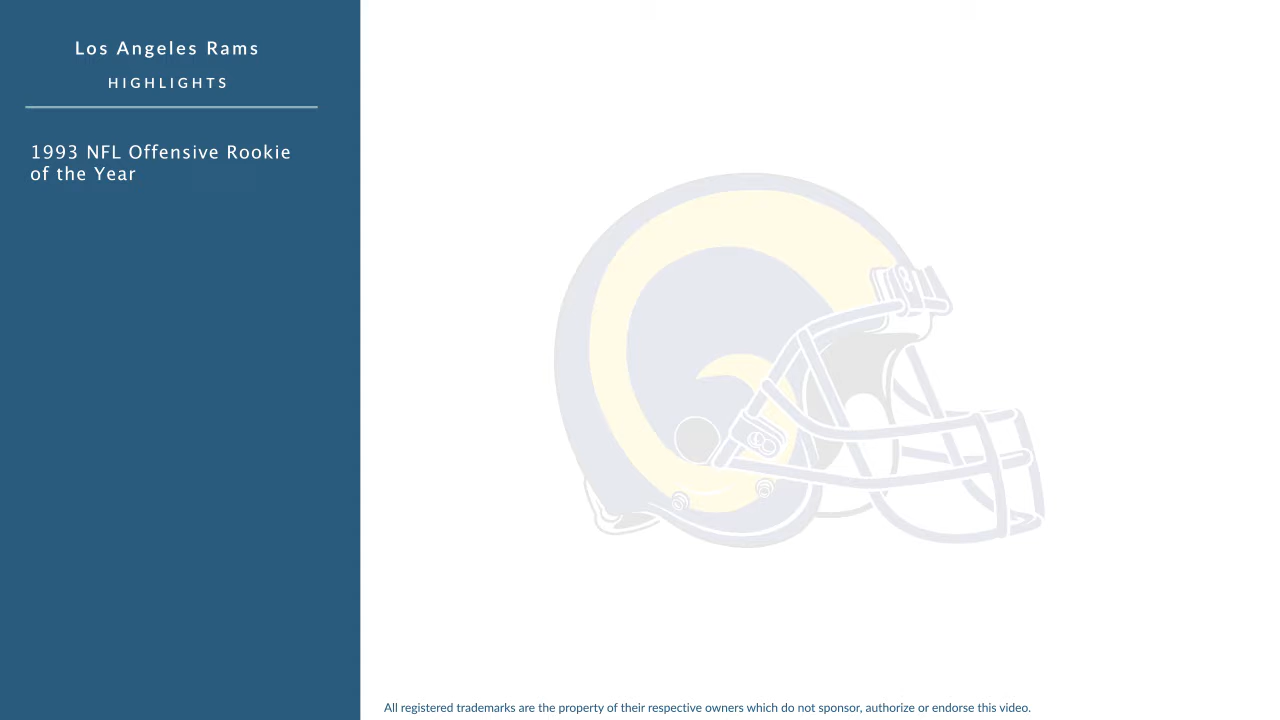 Los Angeles Rams
HIGHLIGHTS
1993 NFL Offensive Rookie
of the Year
All registered trademarks are the property of their respective owners which do not sponsor, authorize or endorse this video.